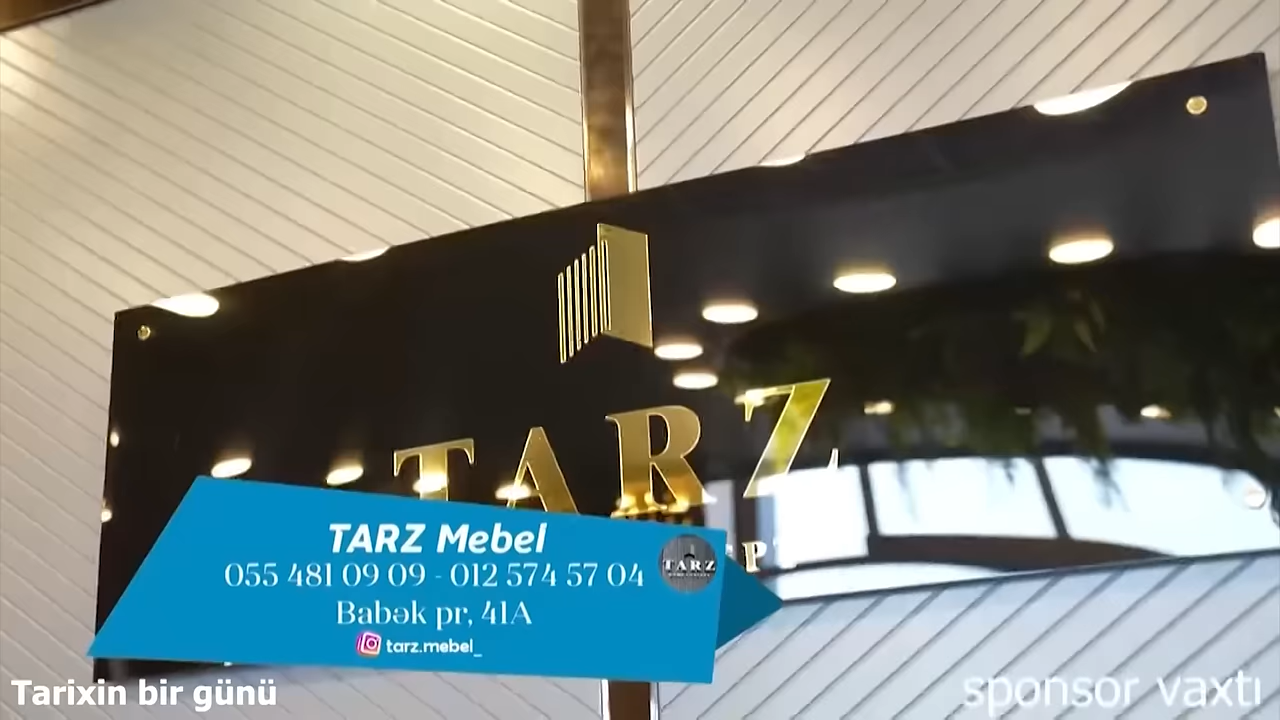 TARZ
TARZ Mebel
055 481 09 09 - 012 574 57 04
TARZ
Babək pr, 41A
tarz.mebel_
Tarixin bir günü
sponsor vaxtı